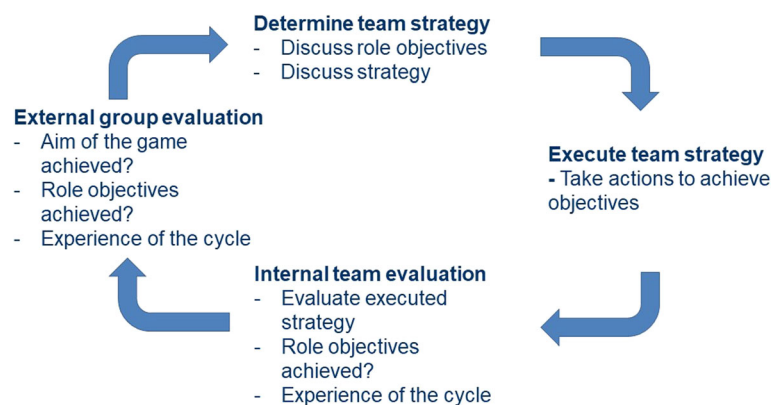 Determine team strategy
- Discuss role objectives
- Discuss strategy
Execute team strategy
- Take actions to achieve
objectives
Internal team evaluation
- Evaluate executed
strategy
- Role objectives
achieved?
- Experience of the cycle
External group evaluation
- Aim of the game
achieved?
- Role objectives
achieved?
- Experience of the cycle